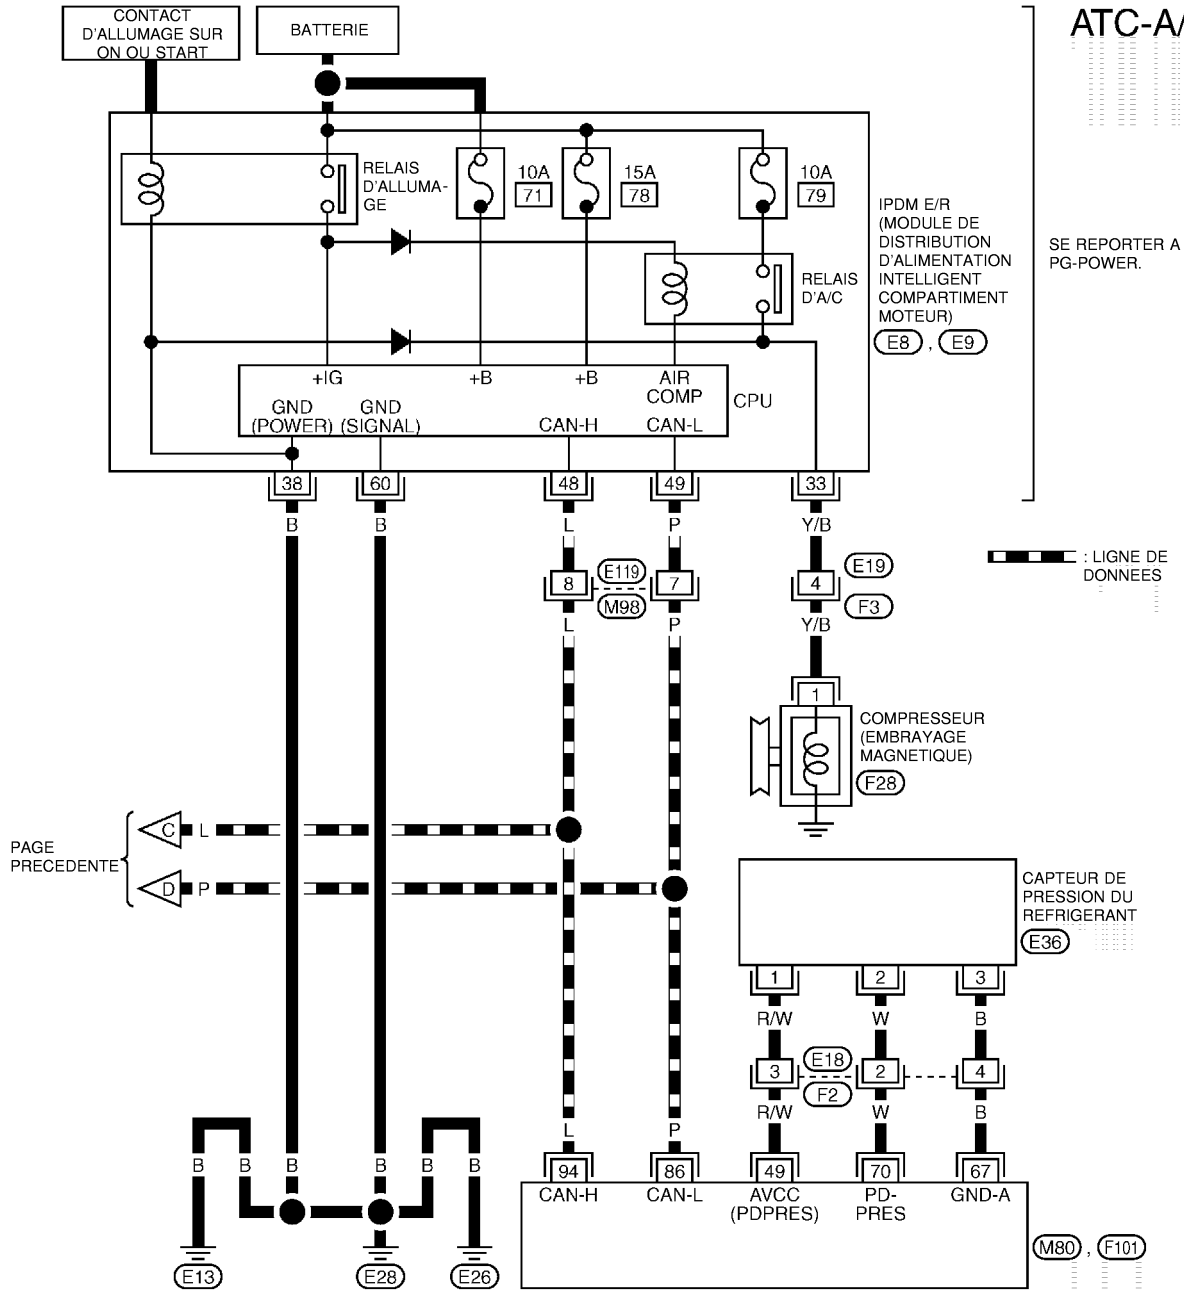 CONTACT
D'ALLUMAGE SUR
ON OU START
BATTERIE
ATC-A/
RELAIS
D'ALLUMA-
GE
10A
71
15A
78
10A
79
IPDM E/R
(MODULE DE
DISTRIBUTION
D'ALIMENTATION
INTELLIGENT
COMPARTIMENT
MOTEUR)
E8 , E9
SE REPORTER A
PG-POWER.
RELAIS
D'A/C
+IG
+B
+B
AIR
COMP
CPU
GND
(POWER)
GND
(SIGNAL)
CAN-H
CAN-L
38
60
48
49
33
B
B
L
P
Y/B
: LIGNE DE
DONNEES
8
E119
7
M98
4
E19
F3
L
P
Y/B
1
COMPRESSEUR
(EMBRAYAGE
MAGNETIQUE)
F28
PAGE
PRECEDENTE
C
L
D
P
CAPTEUR DE
PRESSION DU
REFRIGERANT
E36
1
2
3
R/W
W
B
3
E18
2
4
F2
R/W
W
B
L
P
B
B
B
B
B
B
94
86
49
70
67
CAN-H
CAN-L
AVCC
(PDPRES)
PD-
PRES
GND-A
M80 , F101
E13
E28
E26